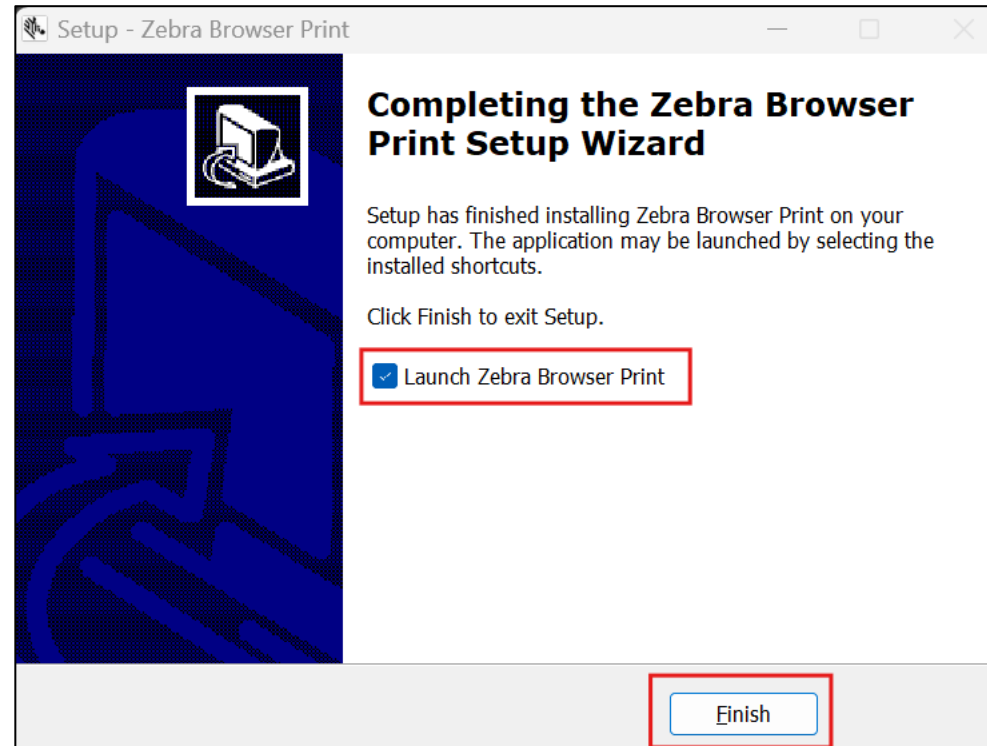 Setup - Zebra Browser Print
Completing the Zebra Browser
Print Setup Wizard
Setup has finished installing Zebra Browser Print on your
computer. The application may be launched by selecting the
installed shortcuts.
Click Finish to exit Setup.
Launch Zebra Browser Print
Finish